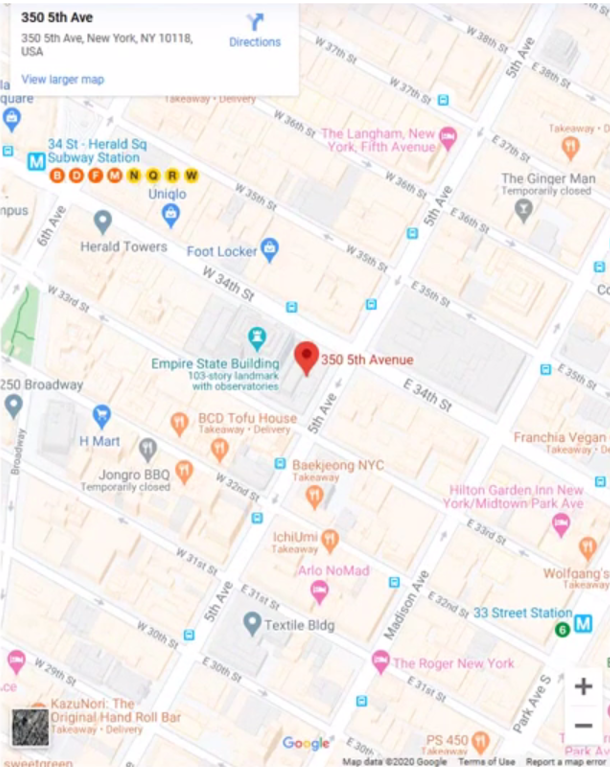 350 5th Ave
350 5th Ave, New York, NY 10118,
USA
Directions
View larger map
W 38th St
5th Ave
W 37th St
W 37th St
E 38th St
Takeaway • Delivery
quare
W 36th St
The Langham, New
York, Fifth Avenue
E 37th St
34 St - Herald Sq
Subway Station
M
B D F M N Q R W
Uniqlo
W 36th St
The Ginger Man
Temporarily closed
W 35th St
5th Ave
E 36th St
mpus
6th Ave
Herald Towers
Foot Locker
W 35th St
W 34th St
E 35th St
W 33rd St
Empire State Building
103-story landmark
with observatories
350 5th Avenue
E 35th St
250 Broadway
E 34th St
5th Ave
H Mart
BCD Tofu House
Takeaway • Delivery
Broadway
Franchia Vegan
Takeaway • Deliv
Jongro BBQ
Temporarily closed
Baekjeong NYC
Takeaway
W 32nd St
Hilton Garden Inn New
York/Midtown Park Ave
IchiUmi
Takeaway
E 33rd St
W 31st St
Arlo NoMad
Wolfgang's
Takeaway
5th Ave
E 31st St
Madison Ave
E 32nd St
33 Street Station
6
M
Textile Bldg
W 30th St
W 29th St
E 30th St
The Roger New York
E 31st St
ce
Park Ave S
KazuNori: The
Original Hand Roll Bar
Takeaway • Delivery
Google
E 30th
PS 450
Takeaway
sweetgreen
Map data ©2020 Google
Terms of Use
Report a map error